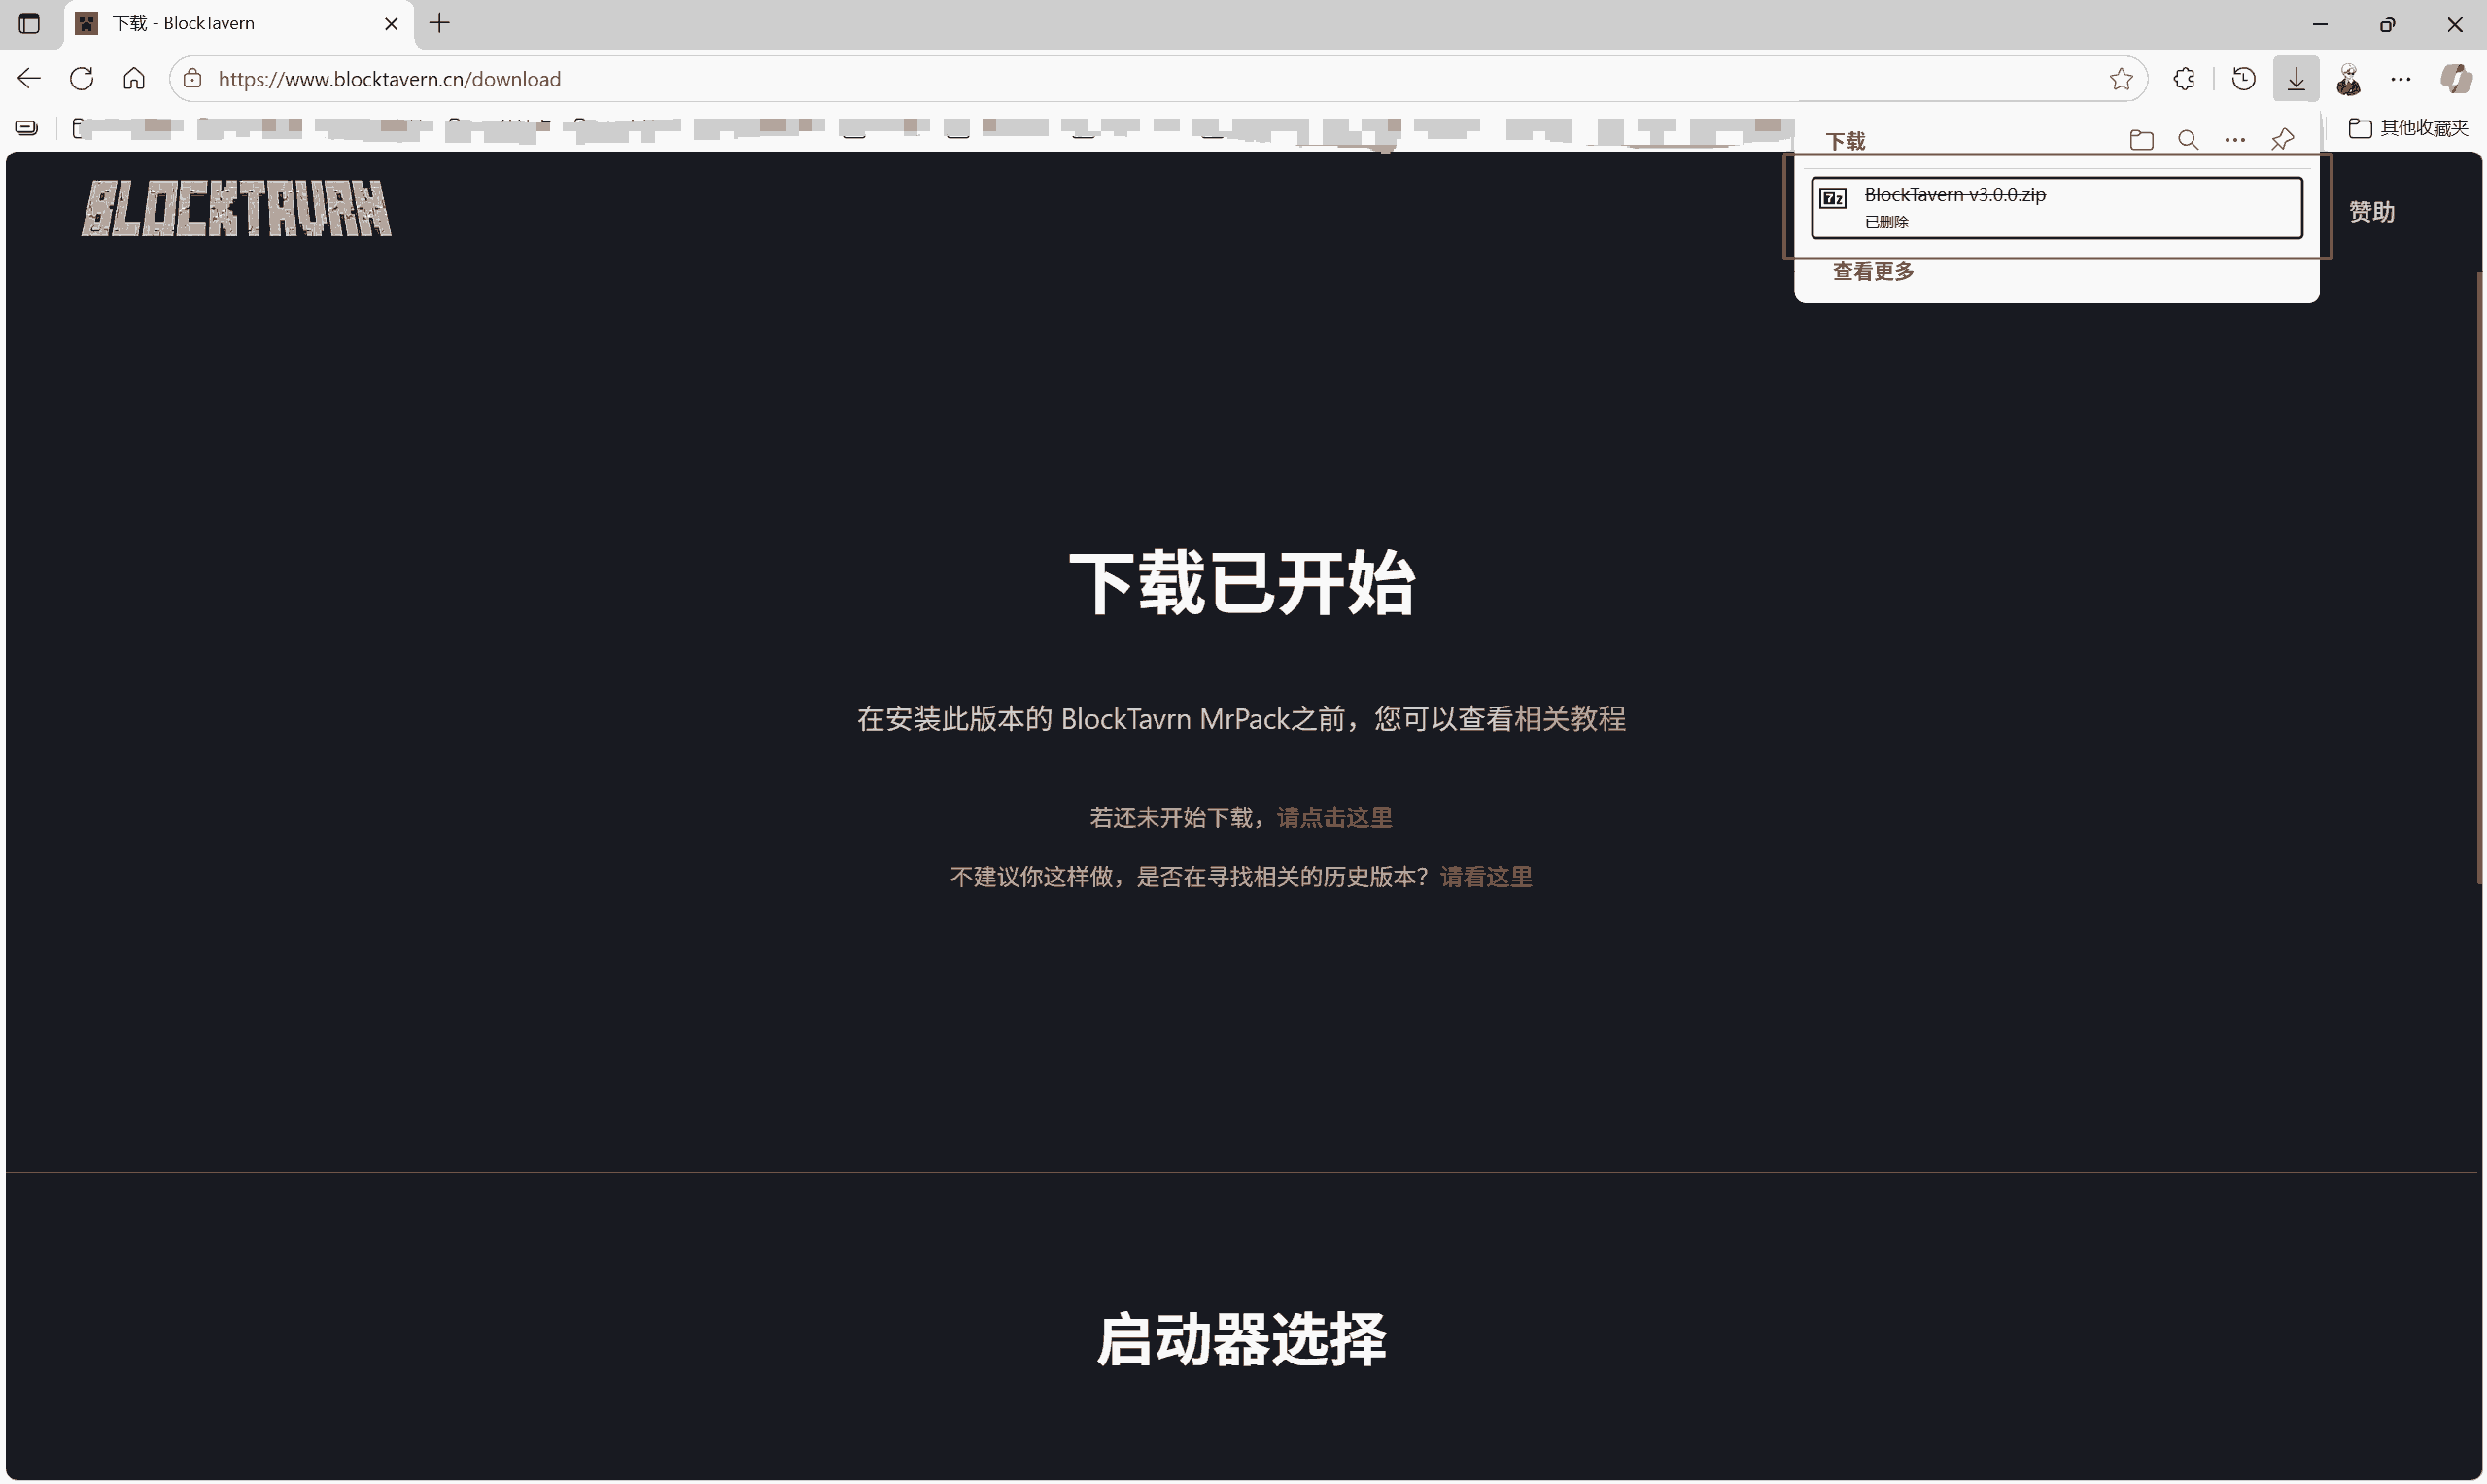 下载 - BlockTavern
https://www.blocktavern.cn/download
其他收藏夹
下载
BlockTavern v3.0.0.zip
已删除
查看更多
BLOCKTAVRN
赞助
下载已开始
在安装此版本的 BlockTavrn MrPack之前，您可以查看相关教程
若还未开始下载，请点击这里
不建议你这样做，是否在寻找相关的历史版本？请看这里
启动器选择